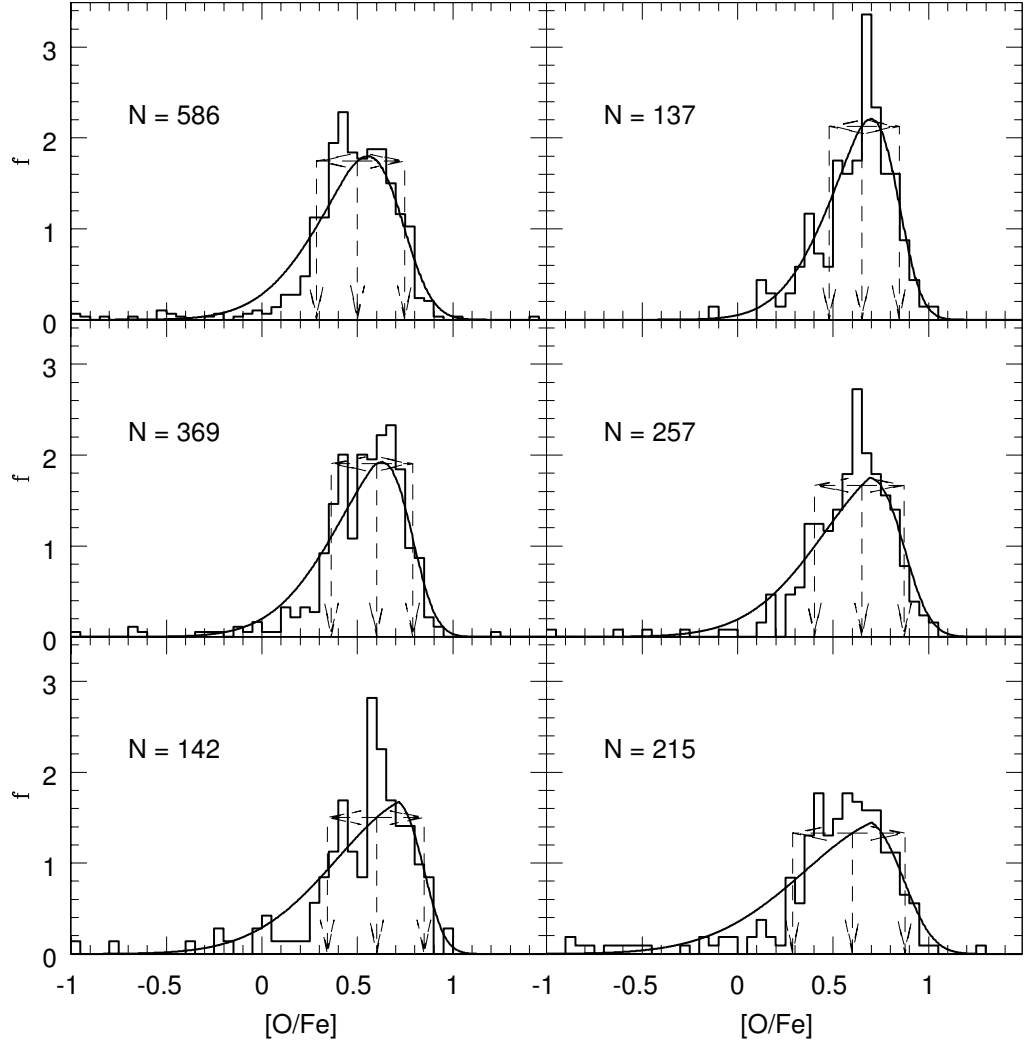 3
2
1
0
f
N = 586
N = 137
3
2
1
0
f
N = 369
N = 257
3
2
1
0
f
N = 142
N = 215
-1 -0.5 0 0.5 1 -1 -0.5 0 0.5 1
[O/Fe] [O/Fe]